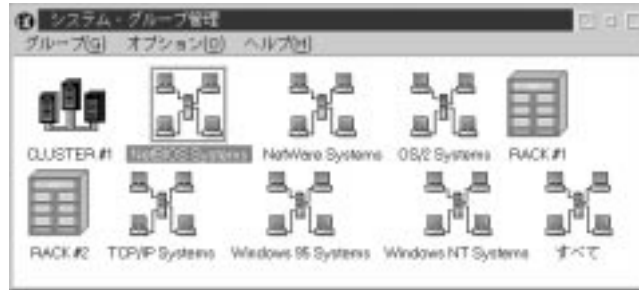 システム・グループ管理
グループ(G) オプション(O) ヘルプ(H)
CLUSTER #1 NetBIOS Systems NetWare Systems OS/2 Systems RACK #1
RACK #2 TCP/IP Systems Windows 95 Systems Windows NT Systems すべて